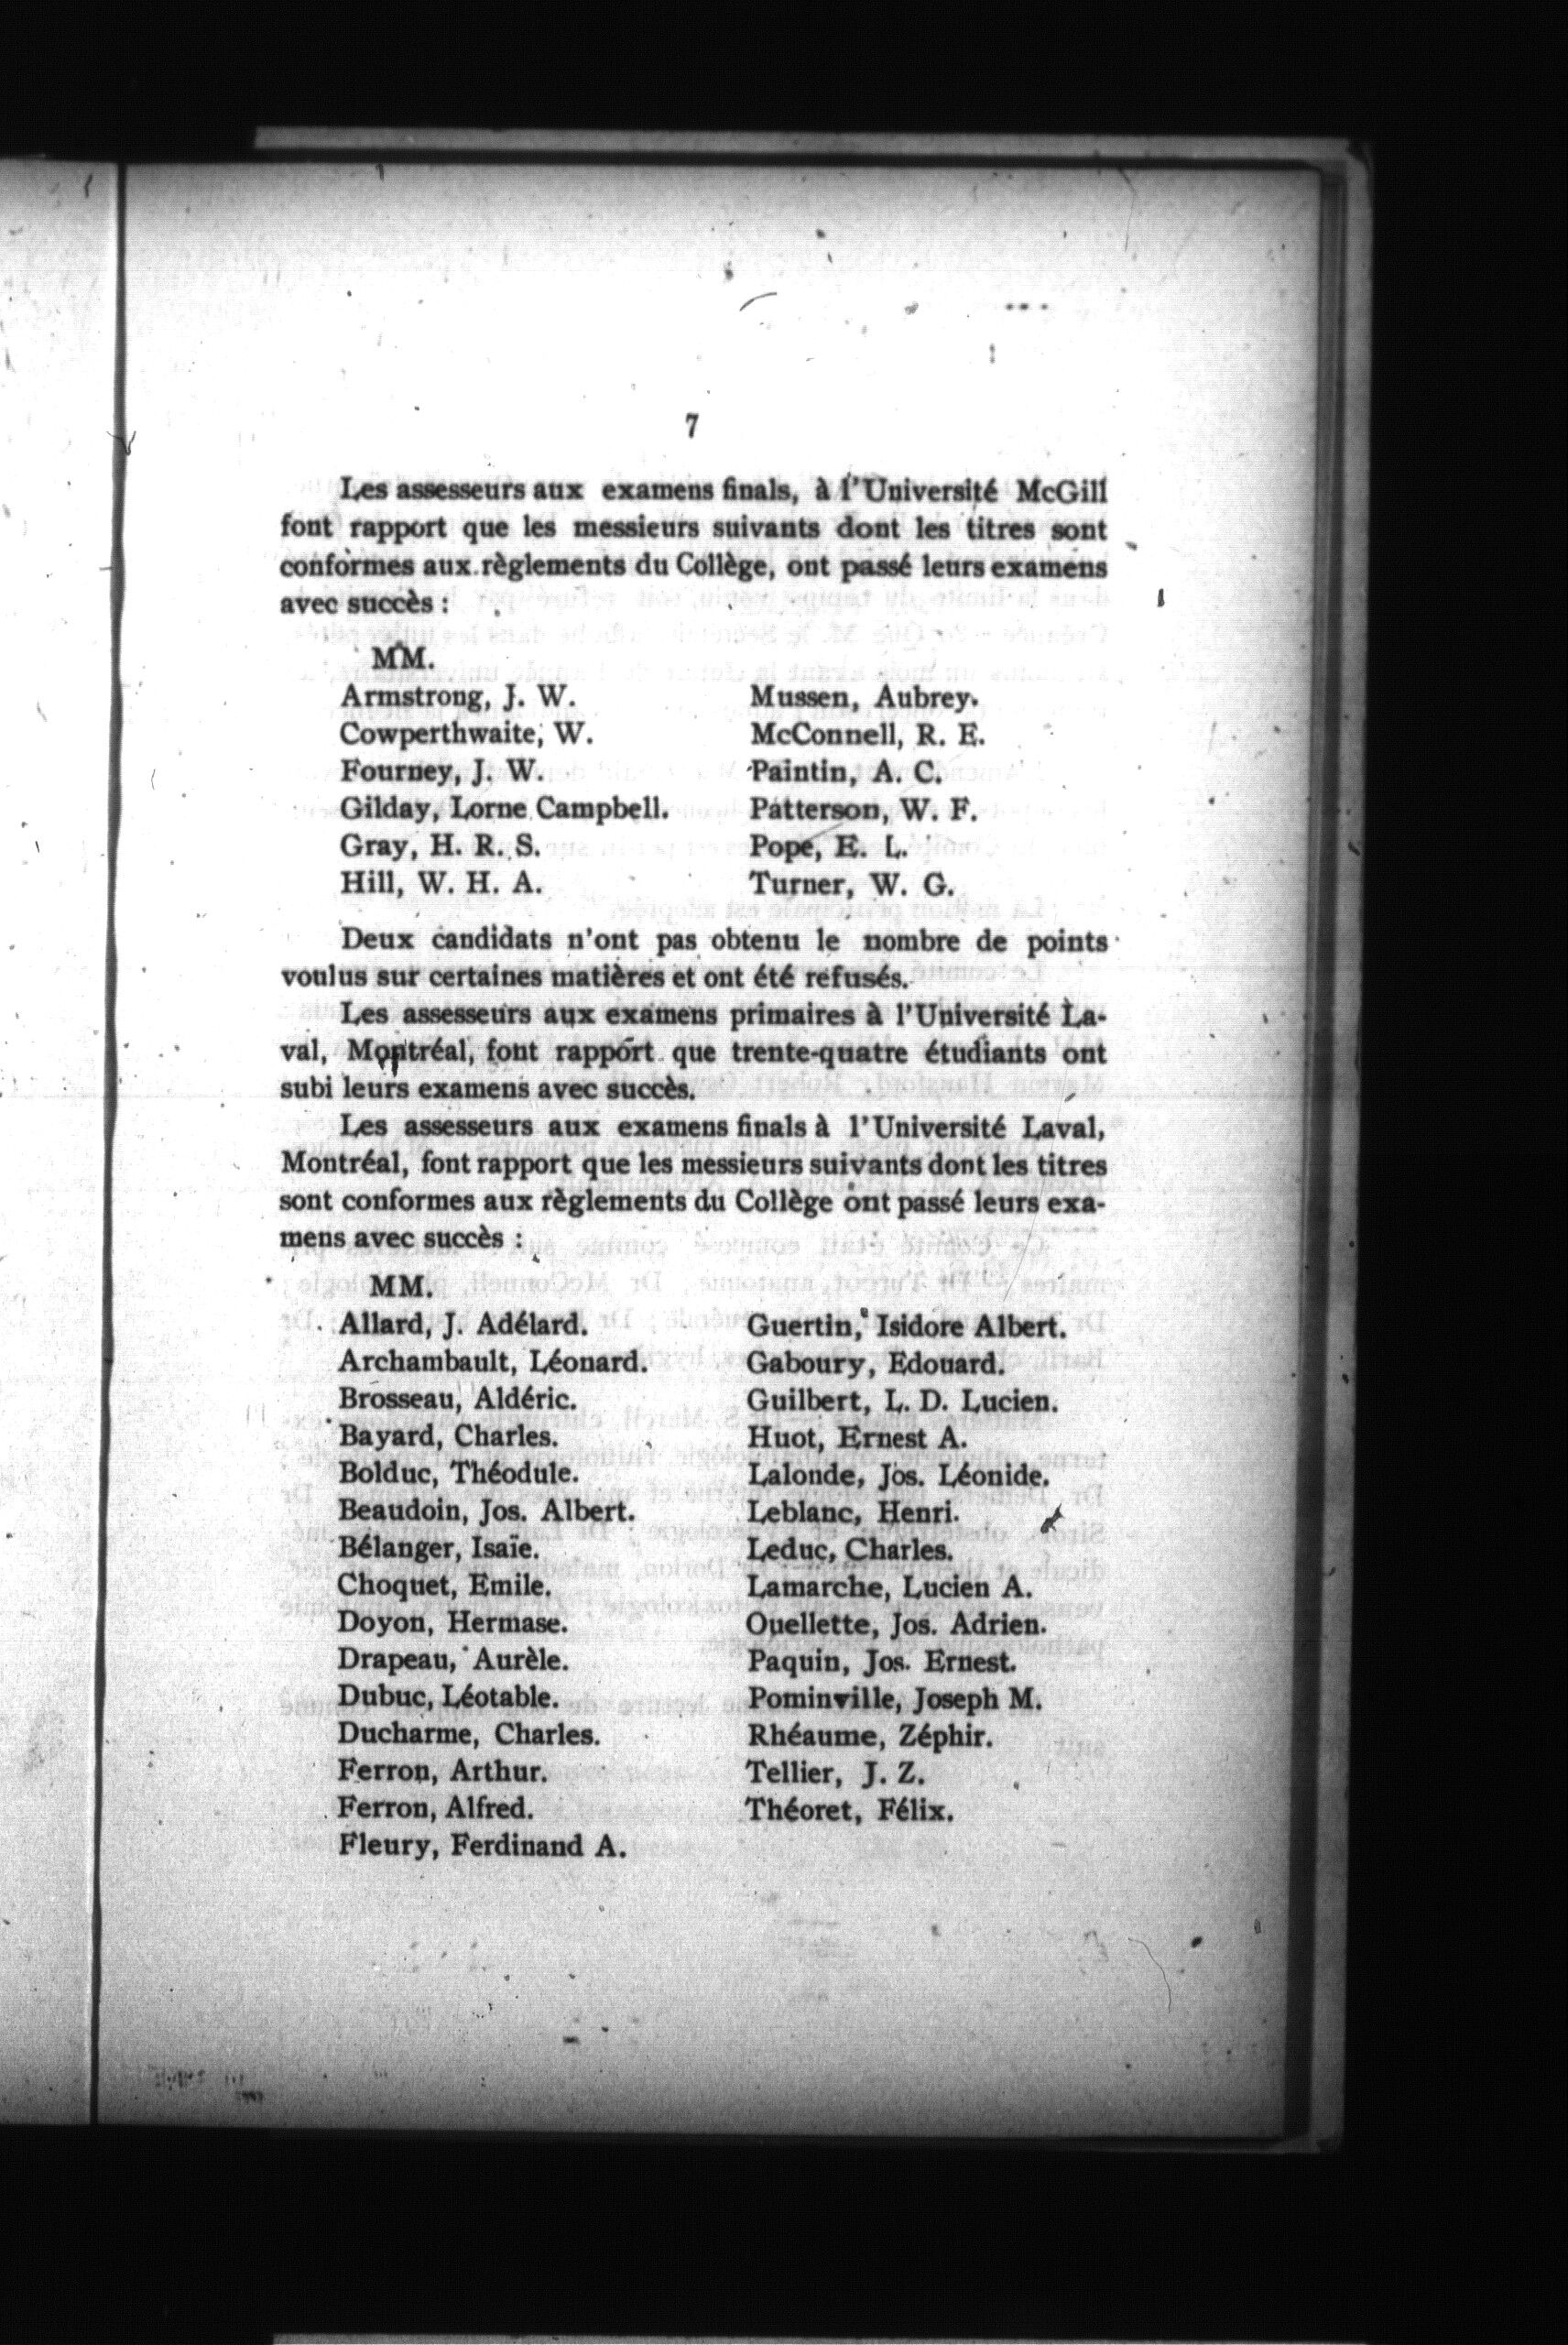 7
Les assesseurs aux examens finals, à l'Université McGill
font rapport que les messieurs suivants dont les titres sont
conformes aux règlements du Collège, ont passé leurs examens
avec succès :
MM.
Armstrong, J. W.
Cowperthwaite, W.
Fourney, J. W.
Gilday, Lorne Campbell.
Gray, H. R. S.
Hill, W. H. A.
Mussen, Aubrey.
McConnell, R. E.
Paintin, A. C.
Patterson, W. F.
Pope, E. L.
Turner, W. G.
Deux candidats n'ont pas obtenu le nombre de points
voulus sur certaines matières et ont été refusés.
Les assesseurs aux examens primaires à l'Université La-
val, Montréal, font rapport que trente-quatre étudiants ont
subi leurs examens avec succès.
Les assesseurs aux examens finals à l'Université Laval,
Montréal, font rapport que les messieurs suivants dont les titres
sont conformes aux règlements du Collège ont passé leurs exa-
mens avec succès :
MM.
Allard, J. Adélard.
Archambault, Léonard.
Brosseau, Aldéric.
Bayard, Charles.
Bolduc, Théodule.
Beaudoin, Jos. Albert.
Bélanger, Isaïe.
Choquet, Emile.
Doyon, Hermase.
Drapeau, Aurèle.
Dubuc, Léotable.
Ducharme, Charles.
Ferron, Arthur.
Ferron, Alfred.
Fleury, Ferdinand A.
Guertin, Isidore Albert.
Gaboury, Edouard.
Guilbert, L. D. Lucien.
Huot, Ernest A.
Lalonde, Jos. Léonide.
Leblanc, Henri.
Leduc, Charles.
Lamarche, Lucien A.
Ouellette, Jos. Adrien.
Paquin, Jos. Ernest.
Pominville, Joseph M.
Rhéaume, Zéphir.
Tellier, J. Z.
Théoret, Félix.